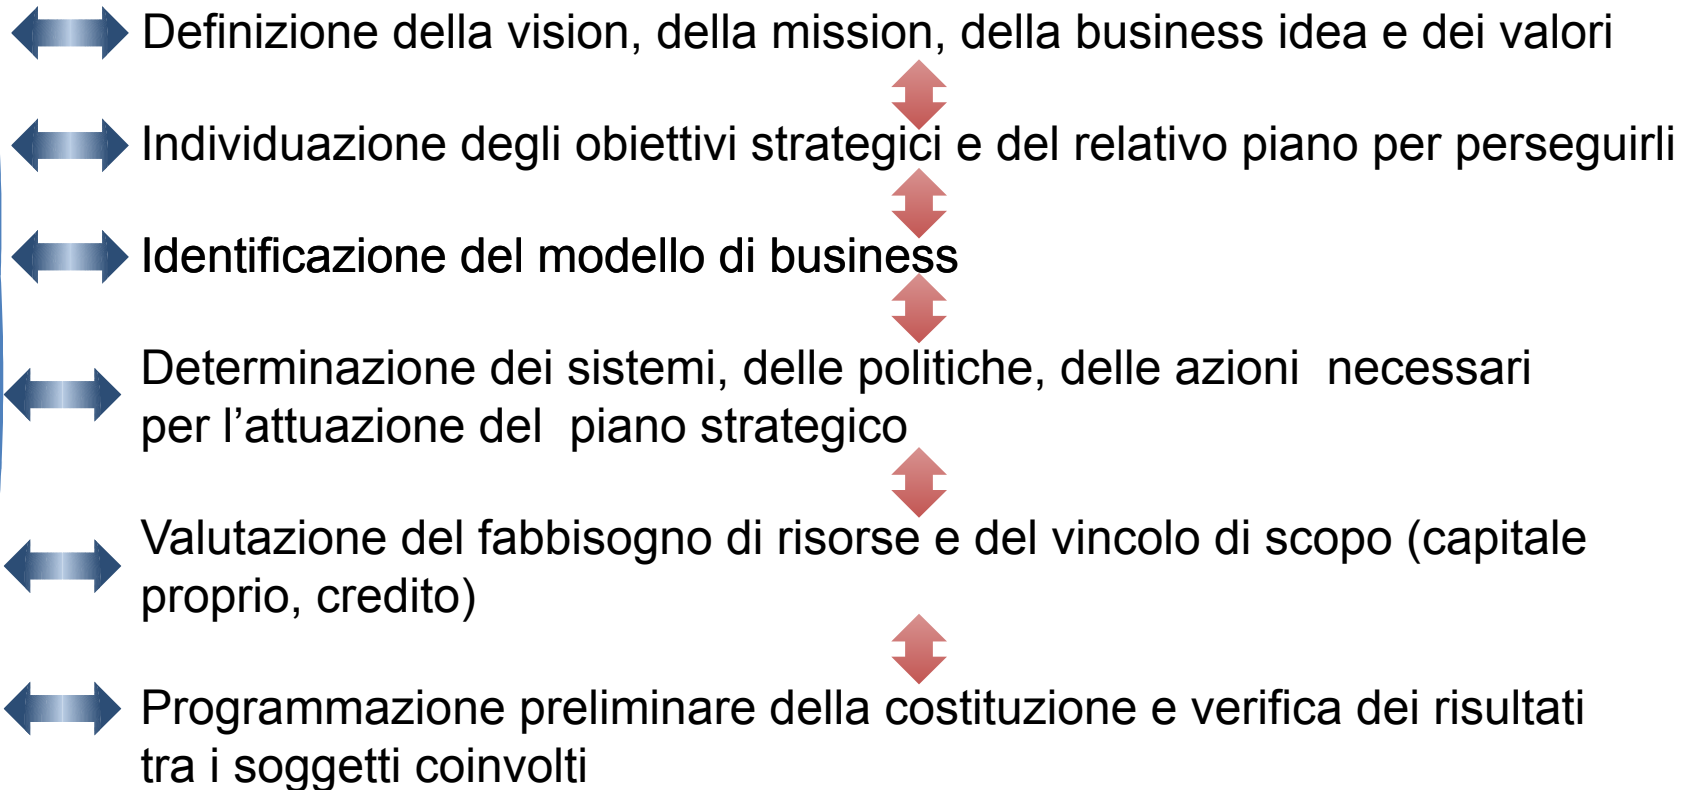 Definizione della vision, della mission, della business idea e dei valori
Individuazione degli obiettivi strategici e del relativo piano per perseguirli
Identificazione del modello di business
Determinazione dei sistemi, delle politiche, delle azioni necessari
per l’attuazione del piano strategico
Valutazione del fabbisogno di risorse e del vincolo di scopo (capitale
proprio, credito)
Programmazione preliminare della costituzione e verifica dei risultati
tra i soggetti coinvolti